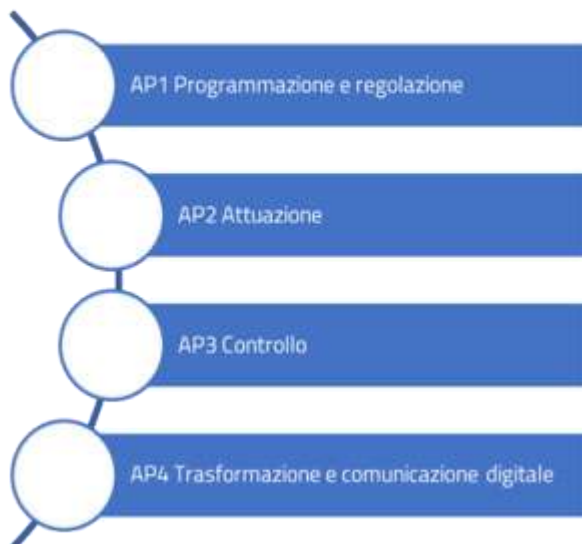 AP1 Programmazione e regolazione
AP2 Attuazione
AP3 Controllo
AP4 Trasformazione e comunicazione digitale